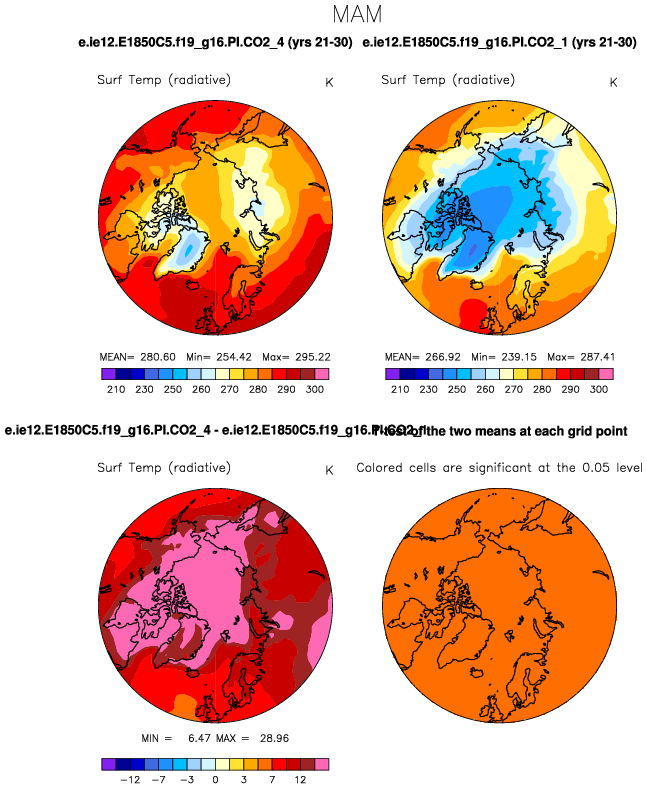 MAM
e.ie12.E1850C5.f19_g16.PI.CO2_4 (yrs 21-30)
e.ie12.E1850C5.f19_g16.PI.CO2_1 (yrs 21-30)
Surf Temp (radiative) K
Surf Temp (radiative) K
MEAN= 280.60 Min= 254.42 Max= 295.22
MEAN= 266.92 Min= 239.15 Max= 287.41
210 230 250 260 270 280 290 300
210 230 250 260 270 280 290 300
e.ie12.E1850C5.f19_g16.PI.CO2_4 - e.ie12.E1850C5.f19_g16.PI.CO2_1
T-test of the two means at each grid point
Surf Temp (radiative) K
Colored cells are significant at the 0.05 level
MIN = 6.47 MAX = 28.96
-12 -7 -3 0 3 7 12